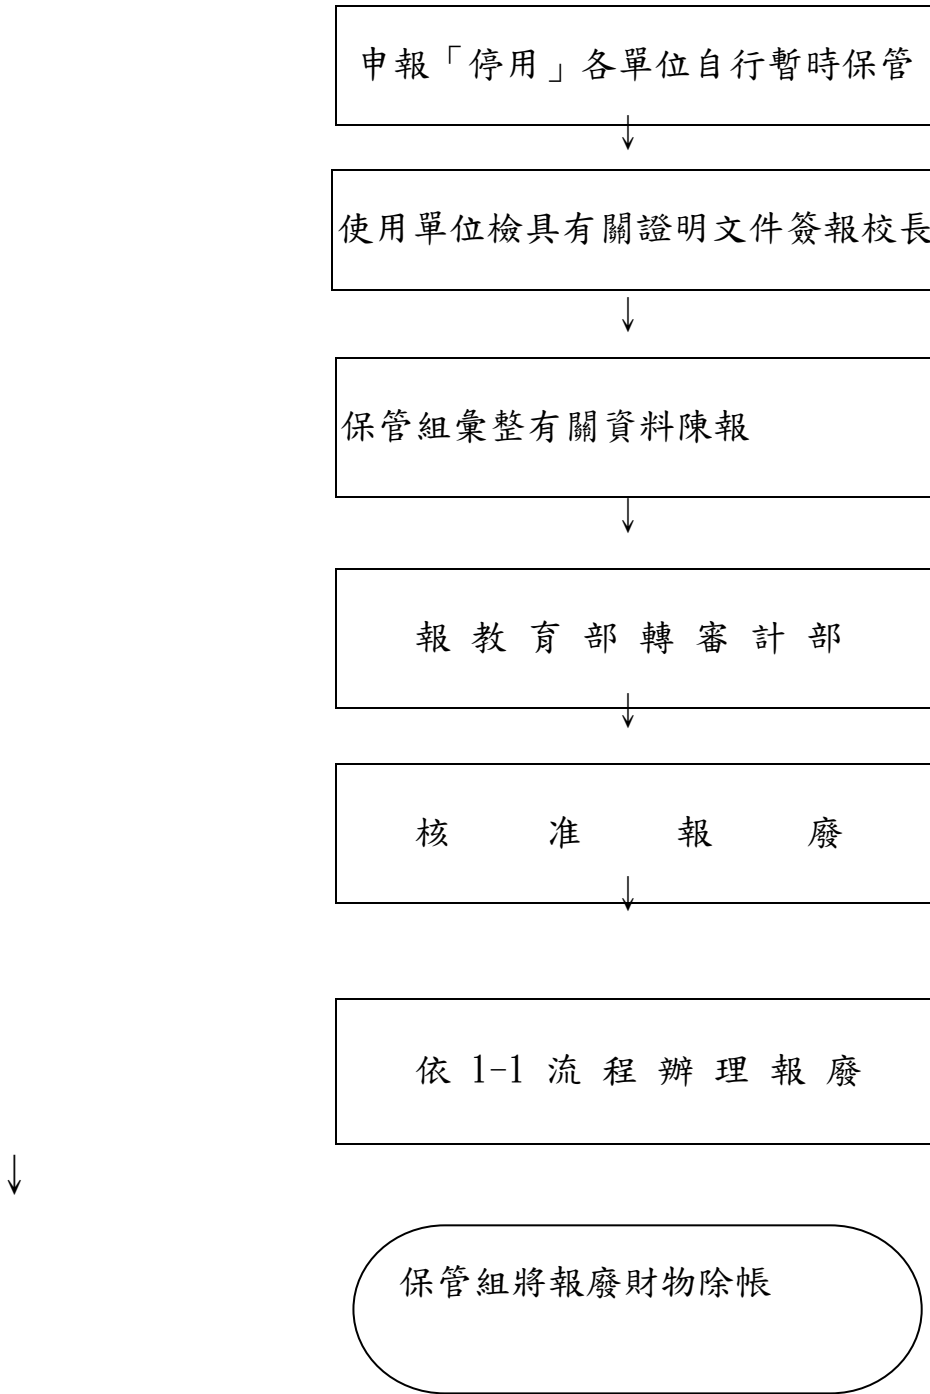 申報「停用」各單位自行暫時保管
↓
使用單位檢具有關證明文件簽報校長
↓
保管組彙整有關資料陳報
↓
報教育部轉審計部
↓
核准報廢
↓
依 1-1 流程辦理報廢
↓
保管組將報廢財物除帳